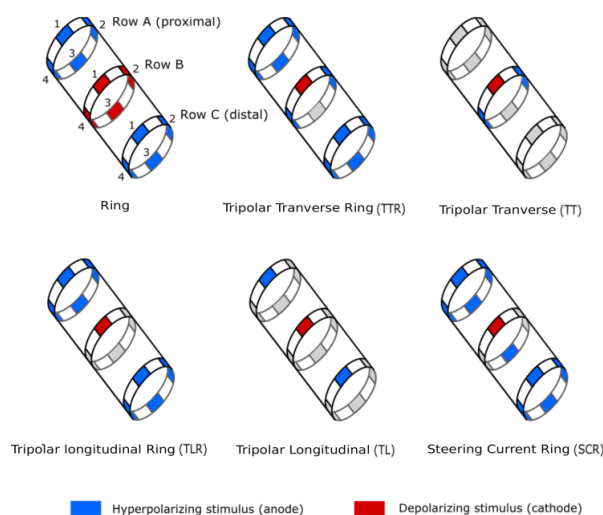 1 2 Row A (proximal)
3
4 1 2 Row B
3
4 1 2 Row C (distal)
3
4
Ring
Tripolar Tranverse Ring (TTR)
Tripolar Tranverse (TT)
Tripolar longitudinal Ring (TLR)
Tripolar Longitudinal (TL)
Steering Current Ring (SCR)
Hyperpolarizing stimulus (anode)
Depolarizing stimulus (cathode)